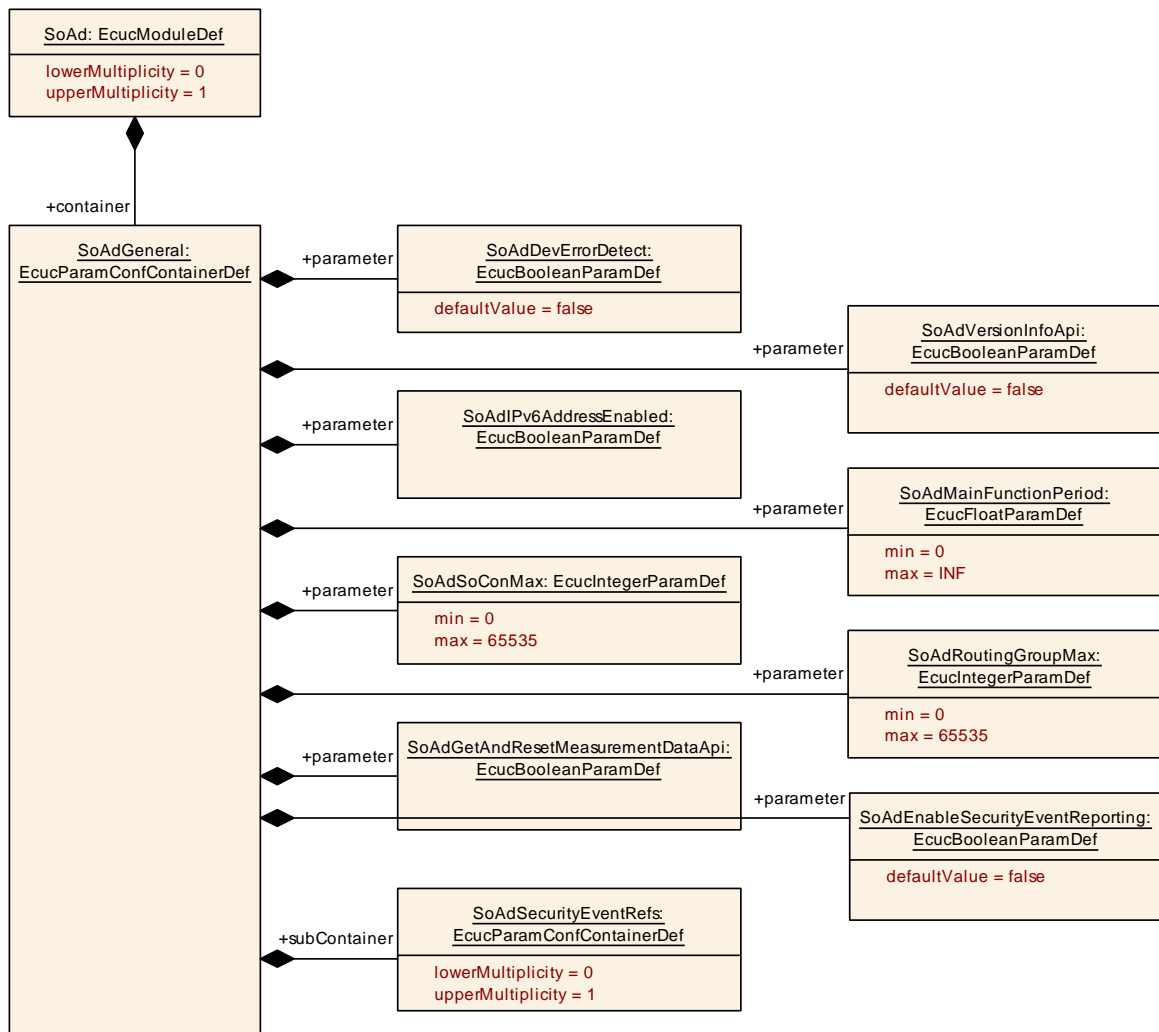 SoAd: EcucModuleDef
lowerMultiplicity = 0
upperMultiplicity = 1
+container
SoAdGeneral:
EcucParamConfContainerDef
+parameter
SoAdDevErrorDetect:
EcucBooleanParamDef
defaultValue = false
+parameter
SoAdVersionInfoApi:
EcucBooleanParamDef
defaultValue = false
+parameter
SoAdIPv6AddressEnabled:
EcucBooleanParamDef
+parameter
SoAdMainFunctionPeriod:
EcucFloatParamDef
min = 0
max = INF
+parameter
SoAdSoConMax: EcucIntegerParamDef
min = 0
max = 65535
+parameter
SoAdRoutingGroupMax:
EcucIntegerParamDef
min = 0
max = 65535
+parameter
SoAdGetAndResetMeasurementDataApi:
EcucBooleanParamDef
+parameter
SoAdEnableSecurityEventReporting:
EcucBooleanParamDef
defaultValue = false
+subContainer
SoAdSecurityEventRefs:
EcucParamConfContainerDef
lowerMultiplicity = 0
upperMultiplicity = 1